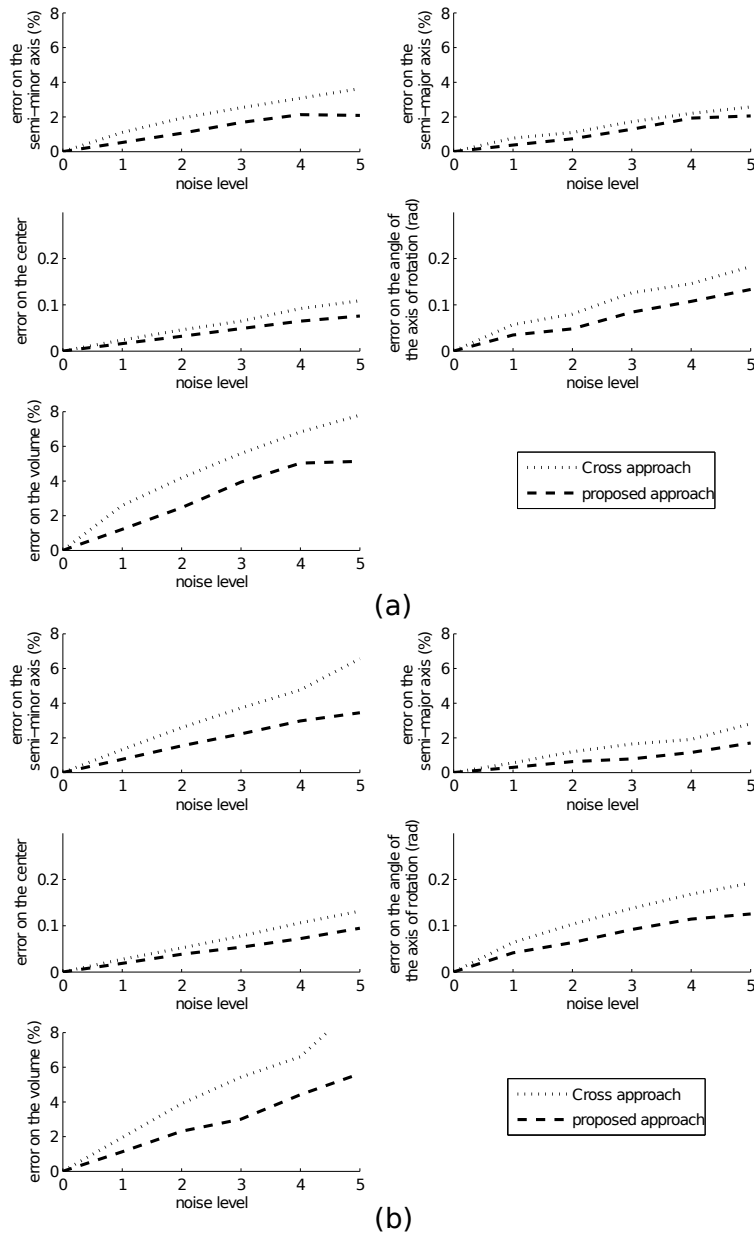 error on the
semi−minor axis (%)
8
6
4
2
0
0 1 2 3 4 5
noise level
error on the
semi−major axis (%)
8
6
4
2
0
0 1 2 3 4 5
noise level
error on the center
0.2
0.1
0
0 1 2 3 4 5
noise level
error on the angle of
the axis of rotation (rad)
0.2
0.1
0
0 1 2 3 4 5
noise level
error on the volume (%)
8
6
4
2
0
0 1 2 3 4 5
noise level
Cross approach
proposed approach
(a)
error on the
semi−minor axis (%)
8
6
4
2
0
0 1 2 3 4 5
noise level
error on the
semi−major axis (%)
8
6
4
2
0
0 1 2 3 4 5
noise level
error on the center
0.2
0.1
0
0 1 2 3 4 5
noise level
error on the angle of
the axis of rotation (rad)
0.2
0.1
0
0 1 2 3 4 5
noise level
error on the volume (%)
8
6
4
2
0
0 1 2 3 4 5
noise level
Cross approach
proposed approach
(b)